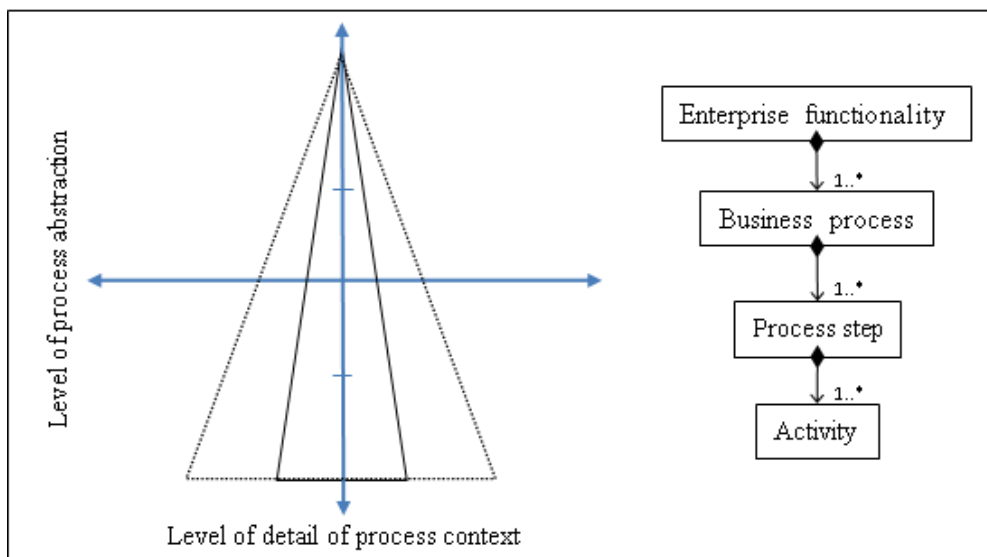 Level of process abstraction
Level of detail of process context
Enterprise functionality
1..*
Business process
1..*
Process step
1..*
Activity